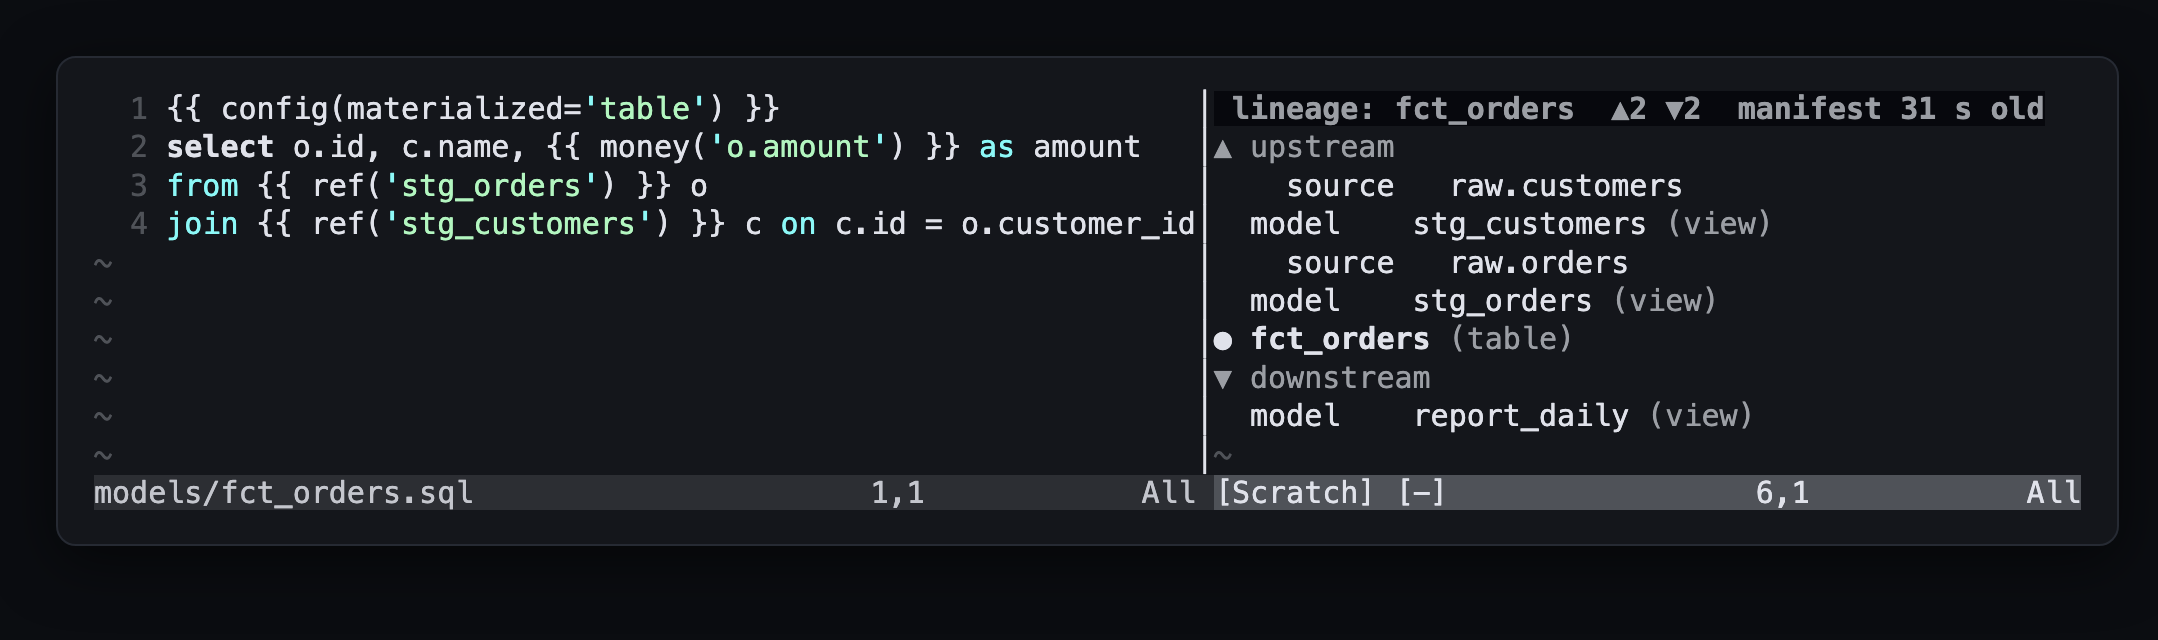 1 {{ config(materialized='table') }}
2 select o.id, c.name, {{ money('o.amount') }} as amount
3 from {{ ref('stg_orders') }} o
4 join {{ ref('stg_customers') }} c on c.id = o.customer_id
~
~
~
~
~
~
models/fct_orders.sql 1,1 All
lineage: fct_orders ▲2 ▼2 manifest 31 s old
▲ upstream
source raw.customers
model stg_customers (view)
source raw.orders
model stg_orders (view)
● fct_orders (table)
▼ downstream
model report_daily (view)
~
[Scratch] [-] 6,1 All